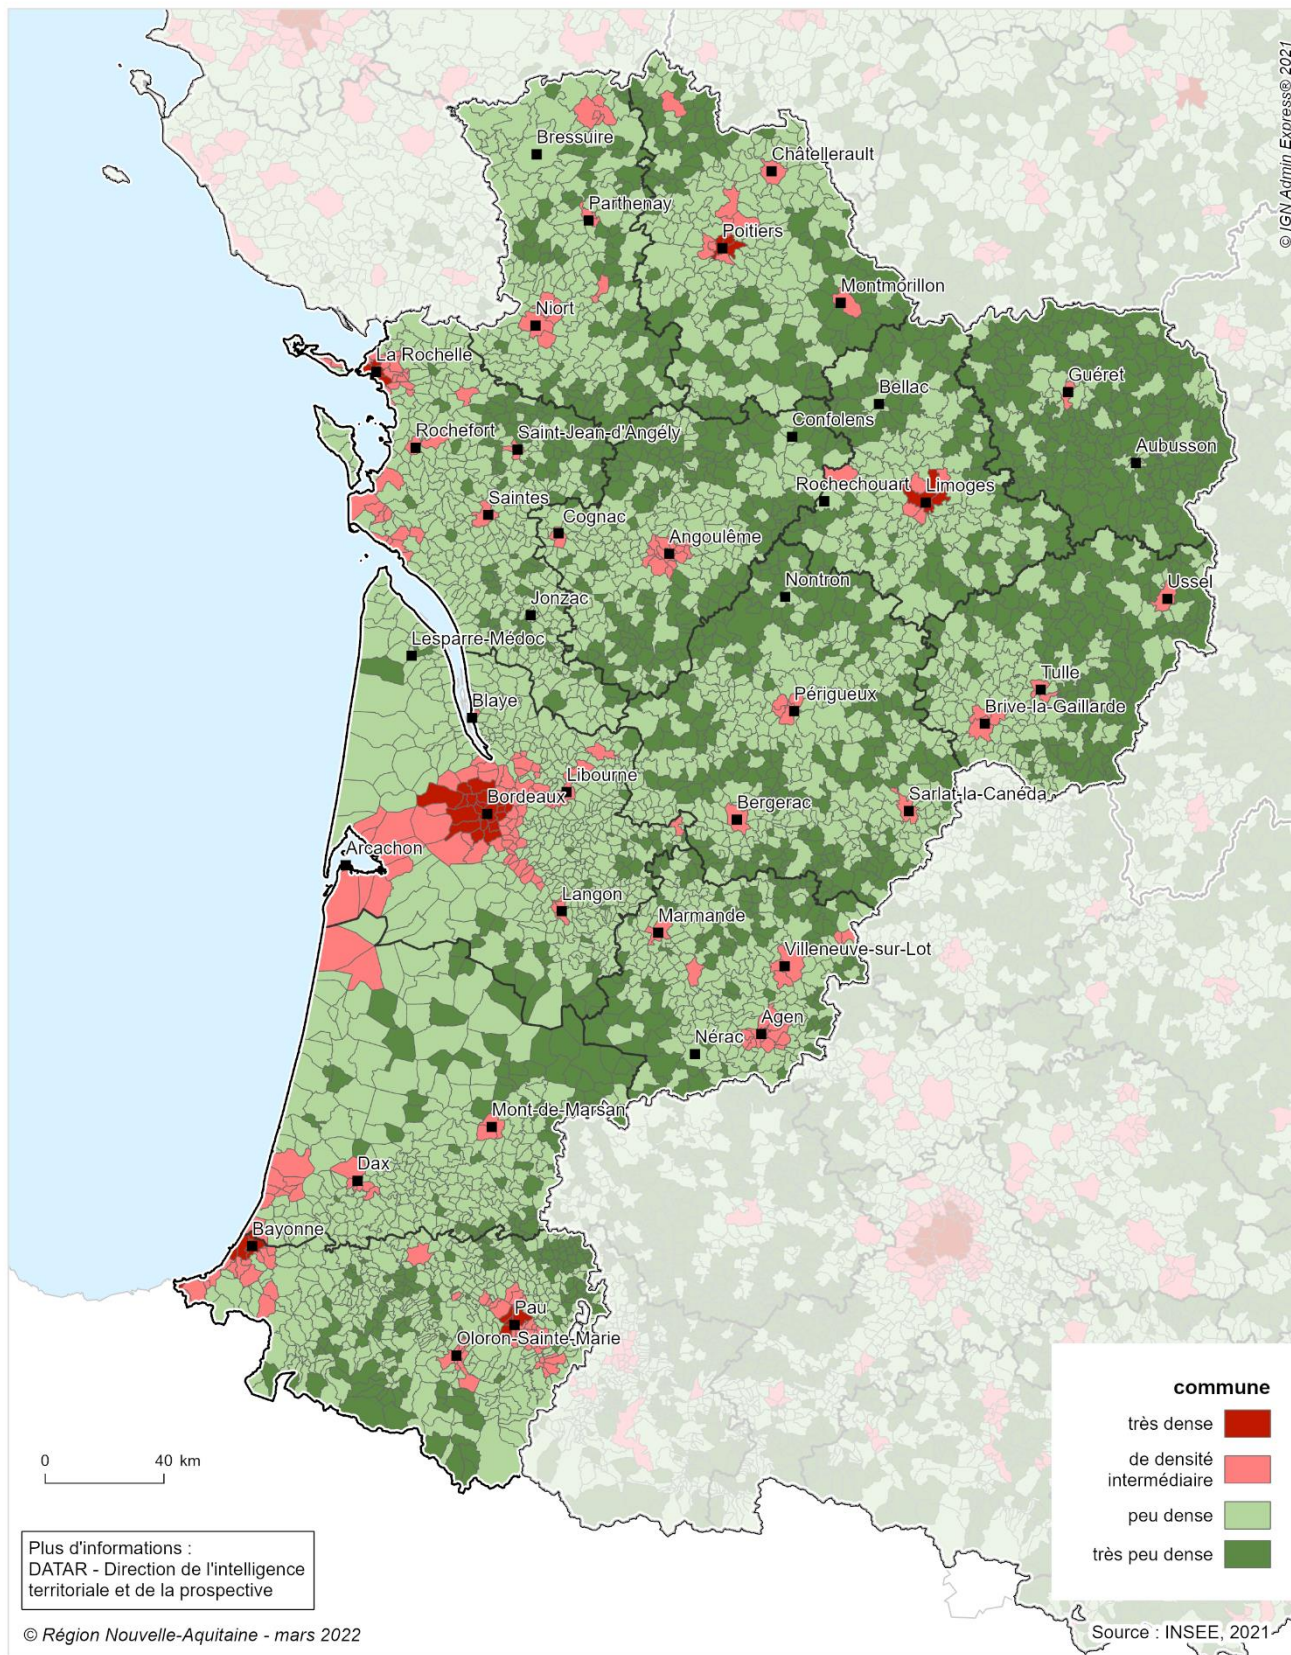 © IGN Admin Express® 2021
Bressuire
Châtellerault
Parthenay
Poitiers
Montmorillon
Niort
La Rochelle
Guéret
Bellac
Confolens
Rochefort
Saint-Jean-d'Angély
Aubusson
Rochechouart
Limoges
Saintes
Cognac
Angoulême
Nontron
Ussel
Jonzac
Lesparre-Médoc
Tulle
Périgueux
Brive-la-Gaillarde
Blaye
Libourne
Bordeaux
Bergerac
Sarlat-la-Canéda
Arcachon
Langon
Marmande
Villeneuve-sur-Lot
Agen
Nérac
Mont-de-Marsan
Dax
Bayonne
Pau
Oloron-Sainte-Marie
commune
très dense
de densité
intermédiaire
peu dense
très peu dense
0 40 km
Plus d'informations :
DATAR - Direction de l'intelligence
territoriale et de la prospective
© Région Nouvelle-Aquitaine - mars 2022
Source : INSEE, 2021